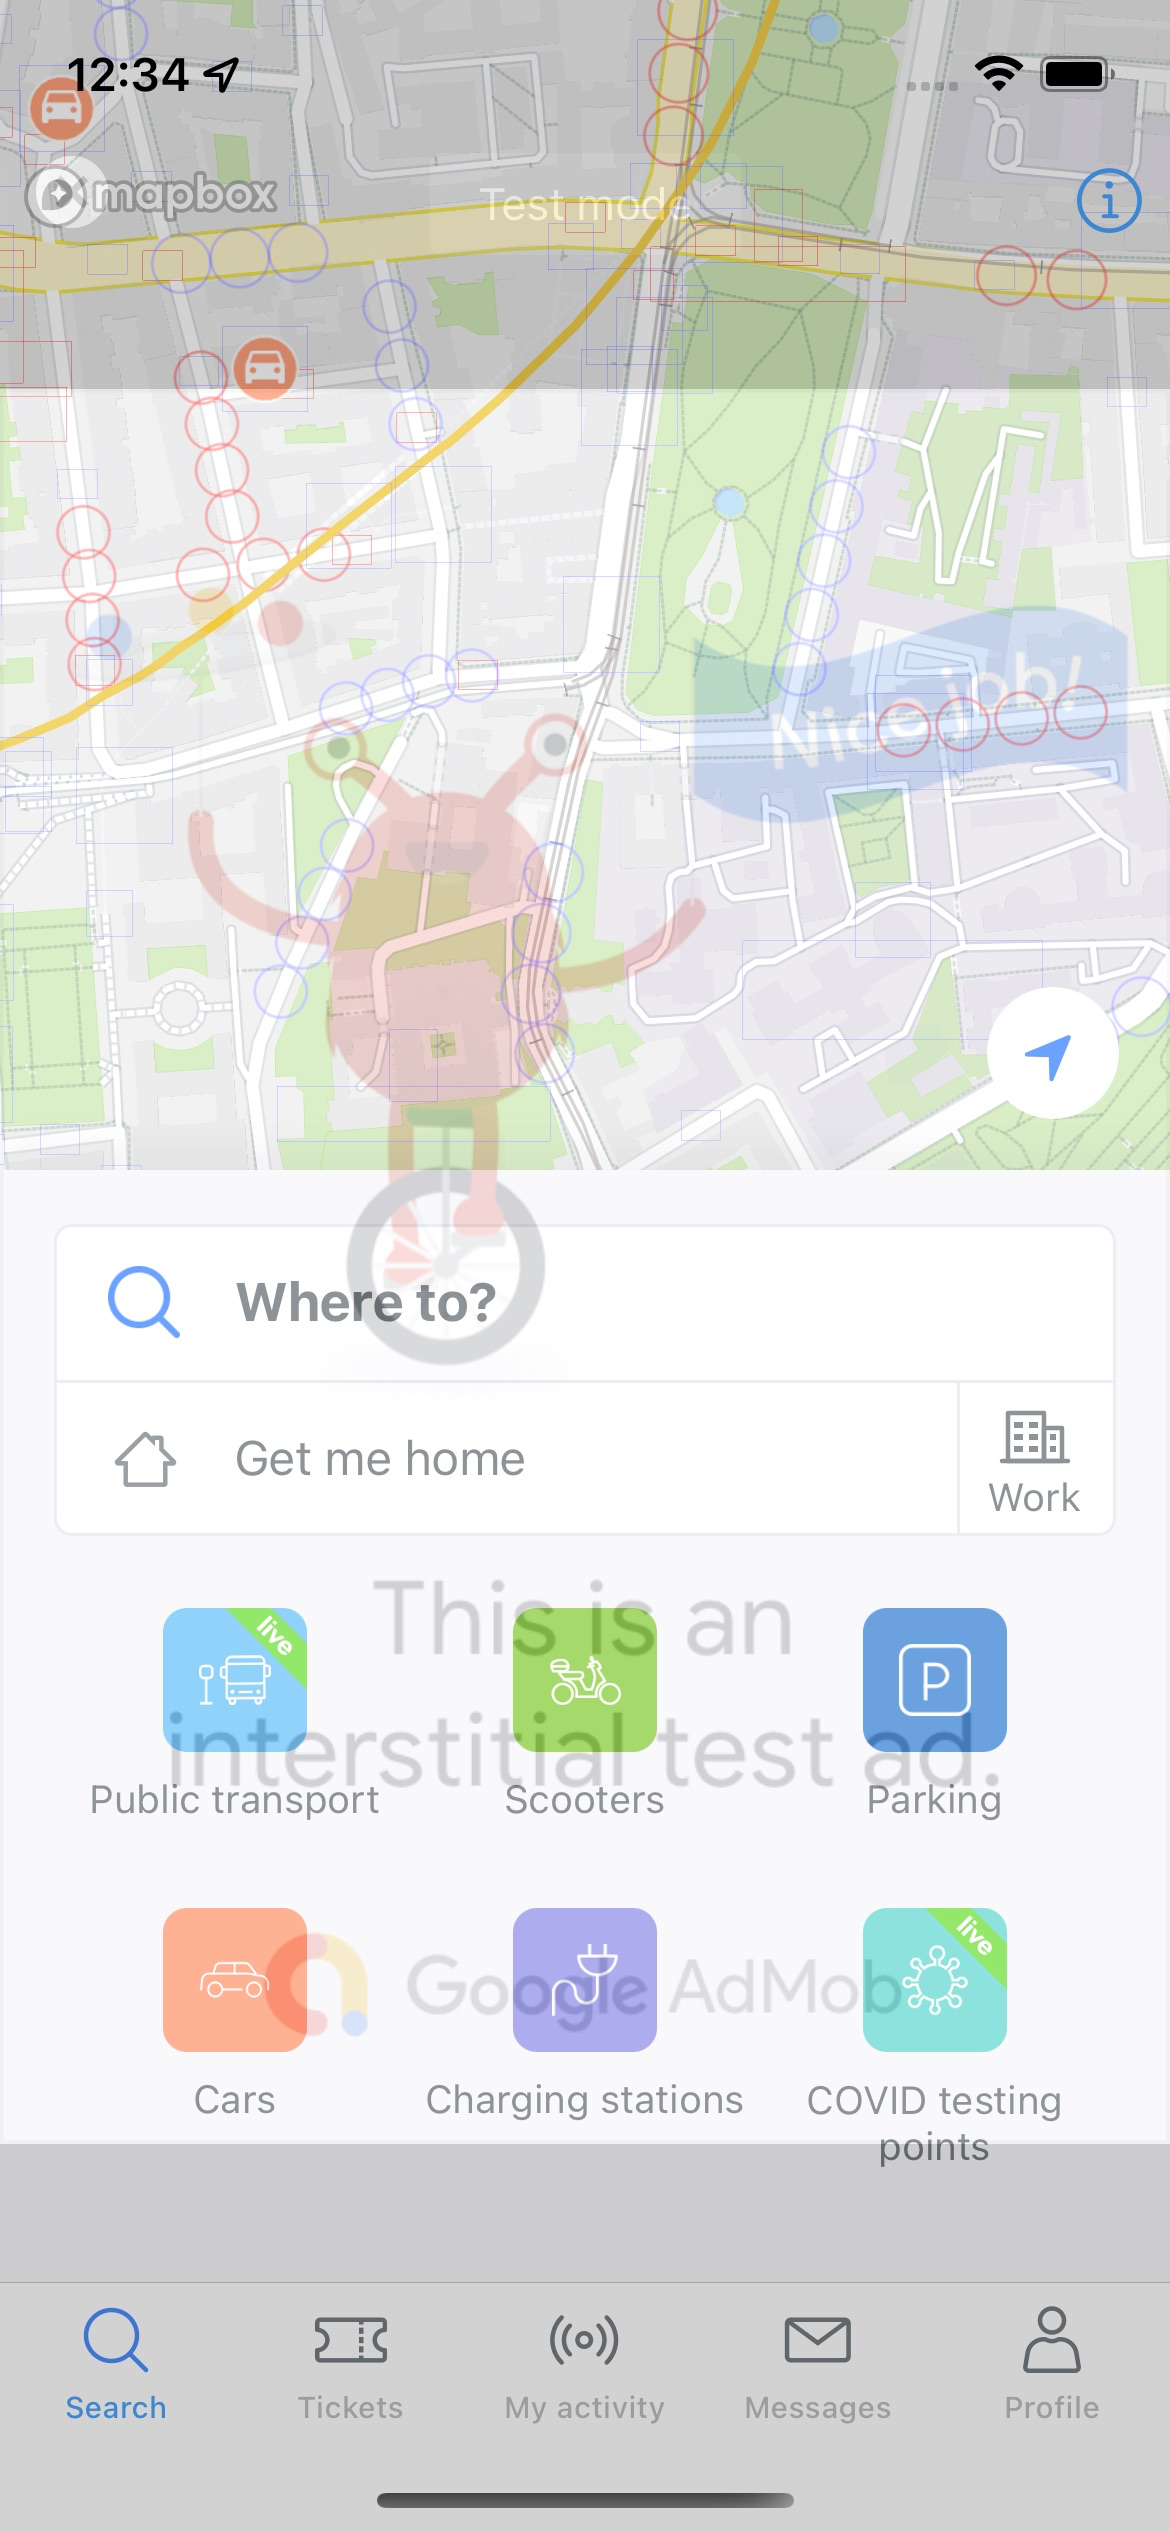 12:34
mapbox
Test mode
Nice job!
Where to?
Get me home
Work
This is an
interstitial test ad.
live
Public transport
Scooters
P
Parking
Google AdMob
live
Cars
Charging stations
COVID testing
points
Search
Tickets
My activity
Messages
Profile